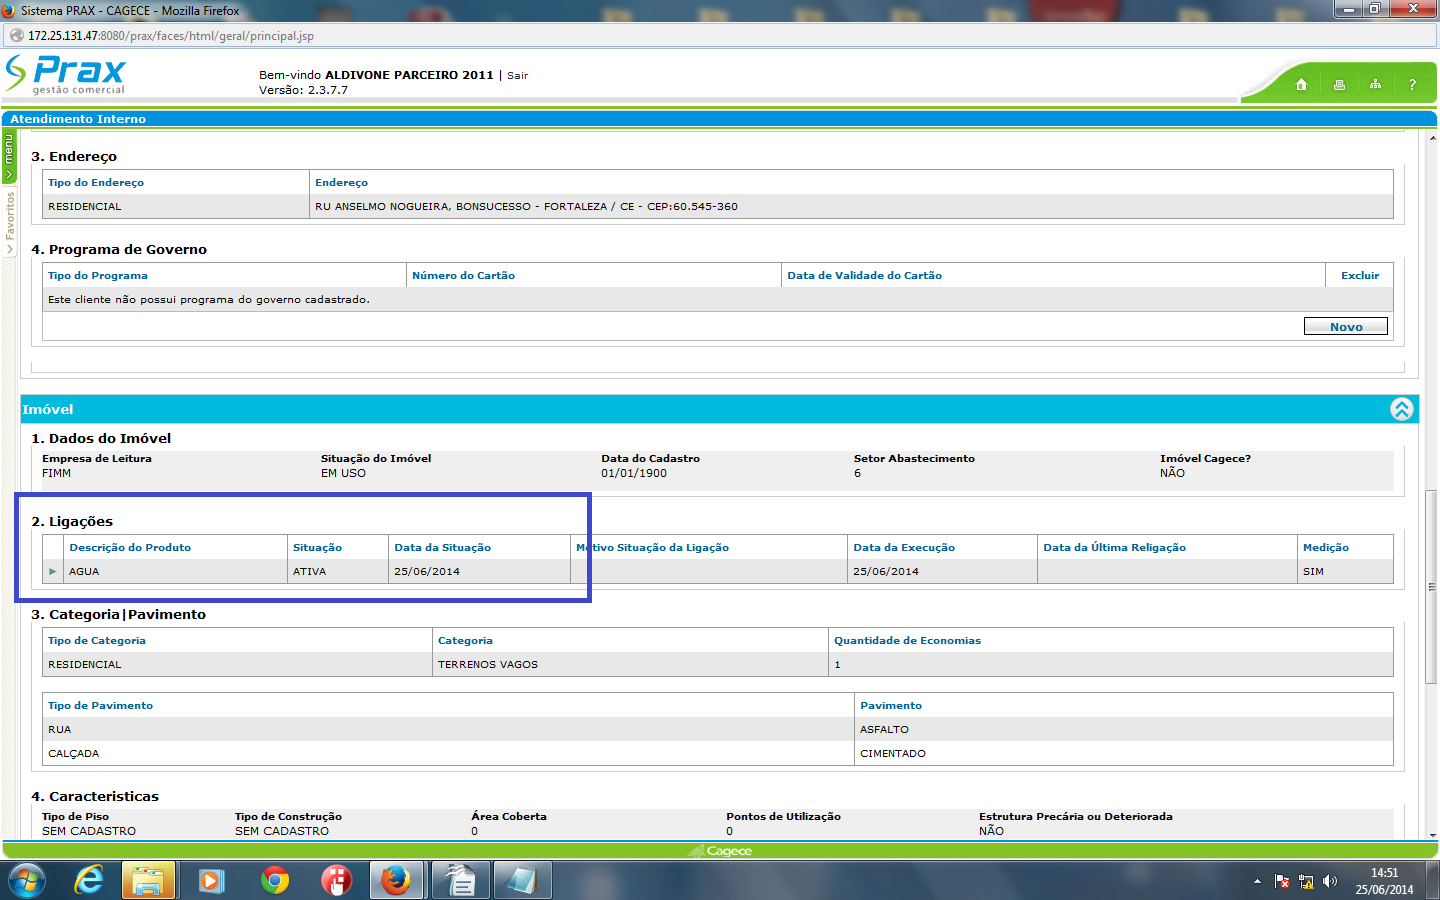 Sistema PRAX - CAGECE - Mozilla Firefox
172.25.131.47:8080/prax/faces/html/geral/principal.jsp
Prax
gestão comercial
Bem-vindo ALDIVONE PARCEIRO 2011 | Sair
Versão: 2.3.7.7
?
Atendimento Interno
menu
Favoritos
3. Endereço
Tipo do Endereço Endereço
RESIDENCIAL RU ANSELMO NOGUEIRA, BONSUCESSO - FORTALEZA / CE - CEP:60.545-360
4. Programa de Governo
Tipo do Programa Número do Cartão Data de Validade do Cartão Excluir
Este cliente não possui programa do governo cadastrado.
Novo
Imóvel
1. Dados do Imóvel
Empresa de Leitura Situação do Imóvel Data do Cadastro Setor Abastecimento Imóvel Cagece?
FIMM EM USO 01/01/1900 6 NÃO
2. Ligações
Descrição do Produto Situação Data da Situação Motivo Situação da Ligação Data da Execução Data da Última Religação Medição
AGUA ATIVA 25/06/2014 25/06/2014 SIM
3. Categoria|Pavimento
Tipo de Categoria Categoria Quantidade de Economias
RESIDENCIAL TERRENOS VAGOS 1
Tipo de Pavimento Pavimento
RUA ASFALTO
CALÇADA CIMENTADO
4. Caracteristicas
Tipo de Piso Tipo de Construção Área Coberta Pontos de Utilização Estrutura Precária ou Deteriorada
SEM CADASTRO SEM CADASTRO 0 0 NÃO
Cagece
14:51
25/06/2014